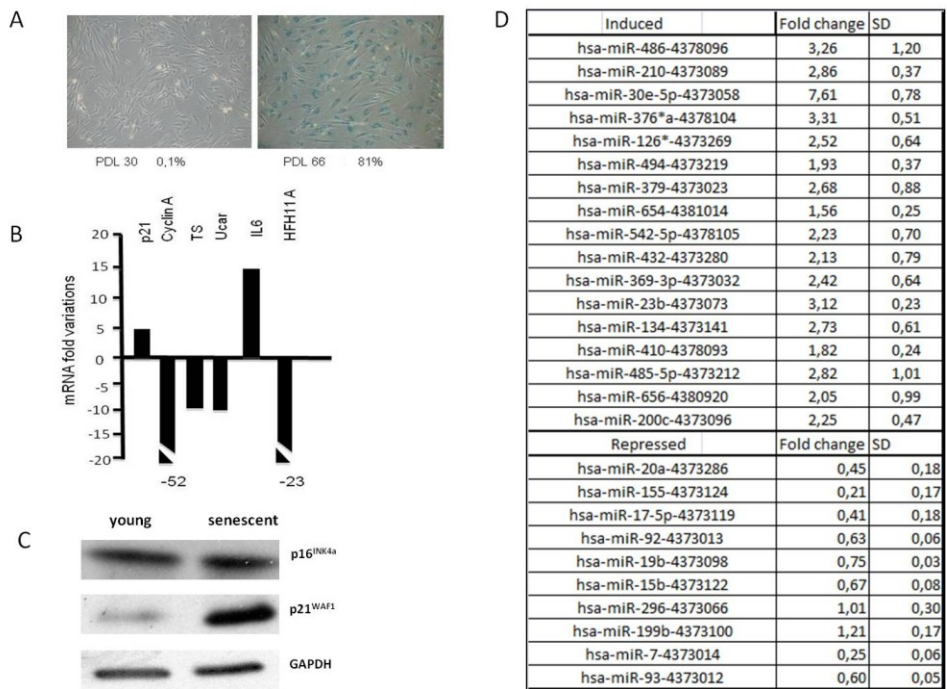 A
PDL 30 0,1% PDL 66 81%
B
p21 Cyclin A TS Ucar IL6 HFH11 A
mRNA fold variations
20
15
10
5
0
-5
-10
-15
-20
-52 -23
C
young senescent
p16INK4a
p21WAF1
GAPDH
D
Induced Fold change SD
hsa-miR-486-4378096 3,26 1,20
hsa-miR-210-4373089 2,86 0,37
hsa-miR-30e-5p-4373058 7,61 0,78
hsa-miR-376*a-4378104 3,31 0,51
hsa-miR-126*-4373269 2,52 0,64
hsa-miR-494-4373219 1,93 0,37
hsa-miR-379-4373023 2,68 0,88
hsa-miR-654-4381014 1,56 0,25
hsa-miR-542-5p-4378105 2,23 0,70
hsa-miR-432-4373280 2,13 0,79
hsa-miR-369-3p-4373032 2,42 0,64
hsa-miR-23b-4373073 3,12 0,23
hsa-miR-134-4373141 2,73 0,61
hsa-miR-410-4378093 1,82 0,24
hsa-miR-485-5p-4373212 2,82 1,01
hsa-miR-656-4380920 2,05 0,99
hsa-miR-200c-4373096 2,25 0,47
Repressed Fold change SD
hsa-miR-20a-4373286 0,45 0,18
hsa-miR-155-4373124 0,21 0,17
hsa-miR-17-5p-4373119 0,41 0,18
hsa-miR-92-4373013 0,63 0,06
hsa-miR-19b-4373098 0,75 0,03
hsa-miR-15b-4373122 0,67 0,08
hsa-miR-296-4373066 1,01 0,30
hsa-miR-199b-4373100 1,21 0,17
hsa-miR-7-4373014 0,25 0,06
hsa-miR-93-4373012 0,60 0,05